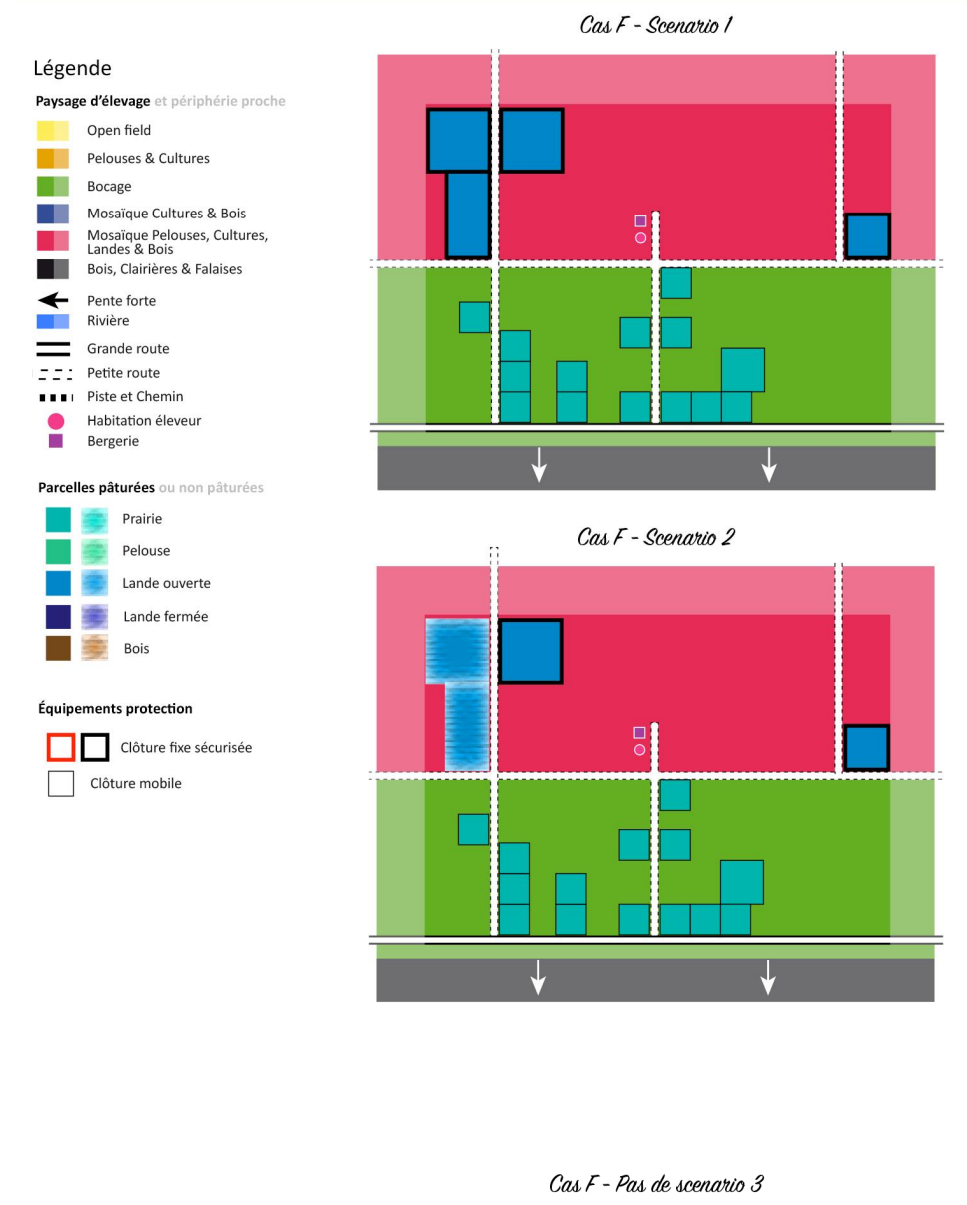 Cas F - Scenario 1
Légende
Paysage d'élevage et périphérie proche
Open field
Pelouses & Cultures
Bocage
Mosaïque Cultures & Bois
Mosaïque Pelouses, Cultures,
Landes & Bois
Bois, Clairières & Falaises
Pente forte
Rivière
Grande route
Petite route
Piste et Chemin
Habitation éleveur
Bergerie
Parcelles pâturées ou non pâturées
Prairie
Pelouse
Lande ouverte
Lande fermée
Bois
Équipements protection
Clôture fixe sécurisée
Clôture mobile
Cas F - Scenario 2
Cas F - Pas de scenario 3